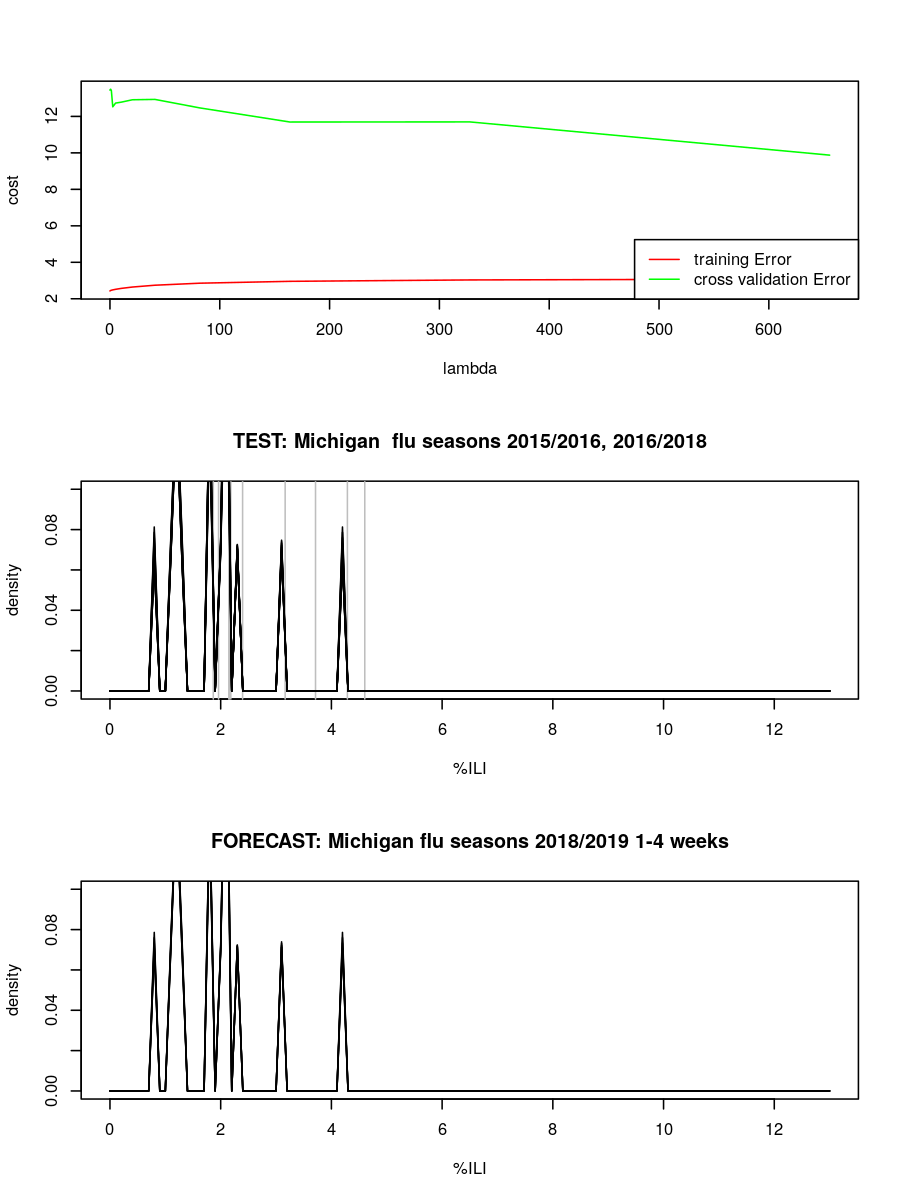 cost
2 4 6 8 10 12
training Error
cross validation Error
0 100 200 300 400 500 600
lambda
TEST: Michigan  flu seasons 2015/2016, 2016/2018
density
0.00 0.04 0.08
0 2 4 6 8 10 12
%ILI
FORECAST: Michigan flu seasons 2018/2019 1-4 weeks
density
0.00 0.04 0.08
0 2 4 6 8 10 12
%ILI